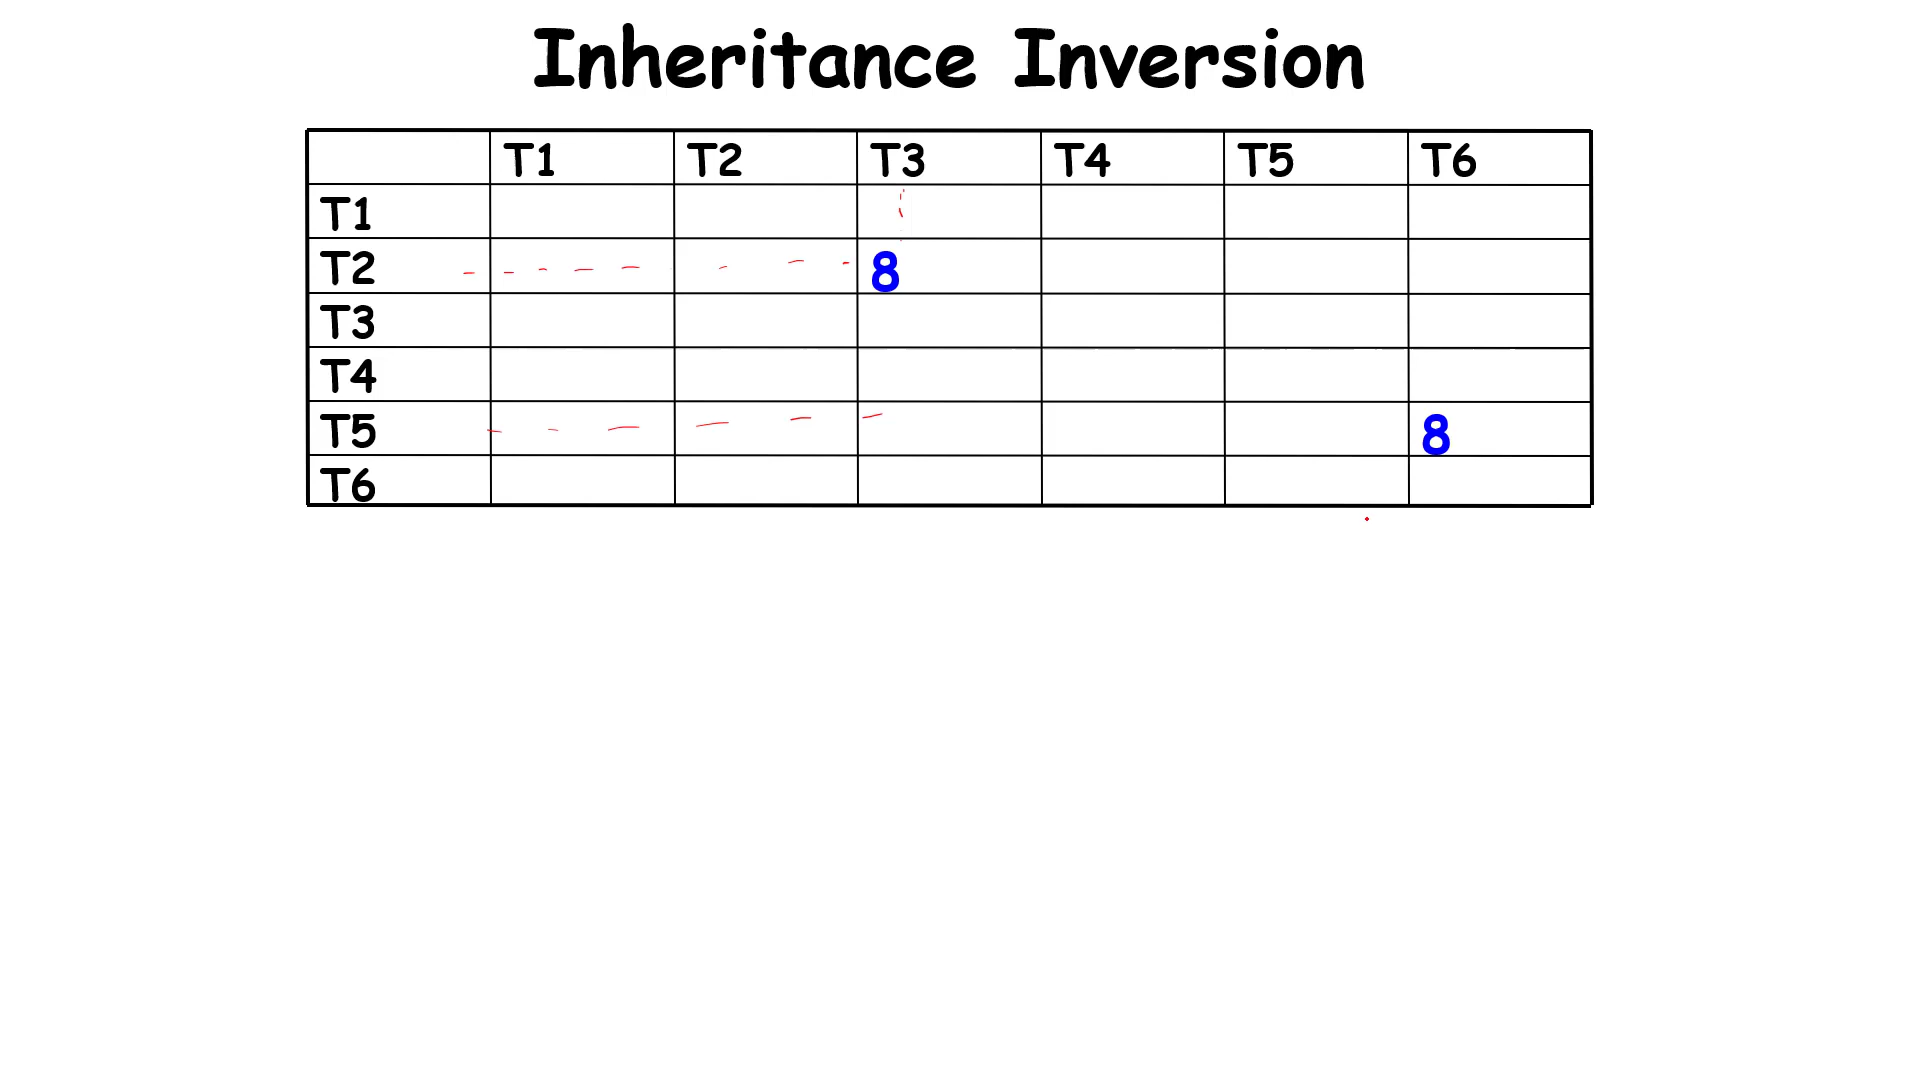 Inheritance Inversion
T1 T2 T3 T4 T5 T6
T1
T2 8
T3
T4
T5 8
T6